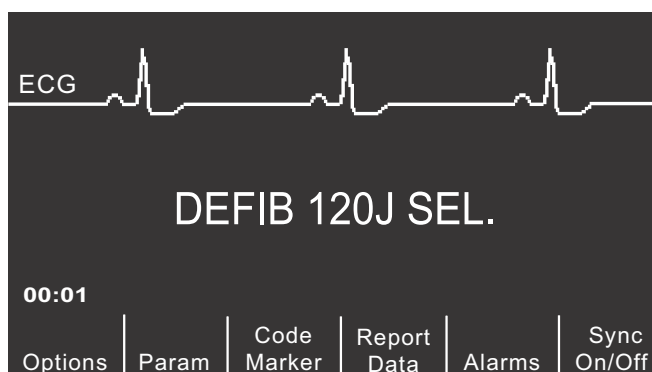 ECG
DEFIB 120J SEL.
00:01
Options
Param
Code
Marker
Report
Data
Alarms
Sync
On/Off